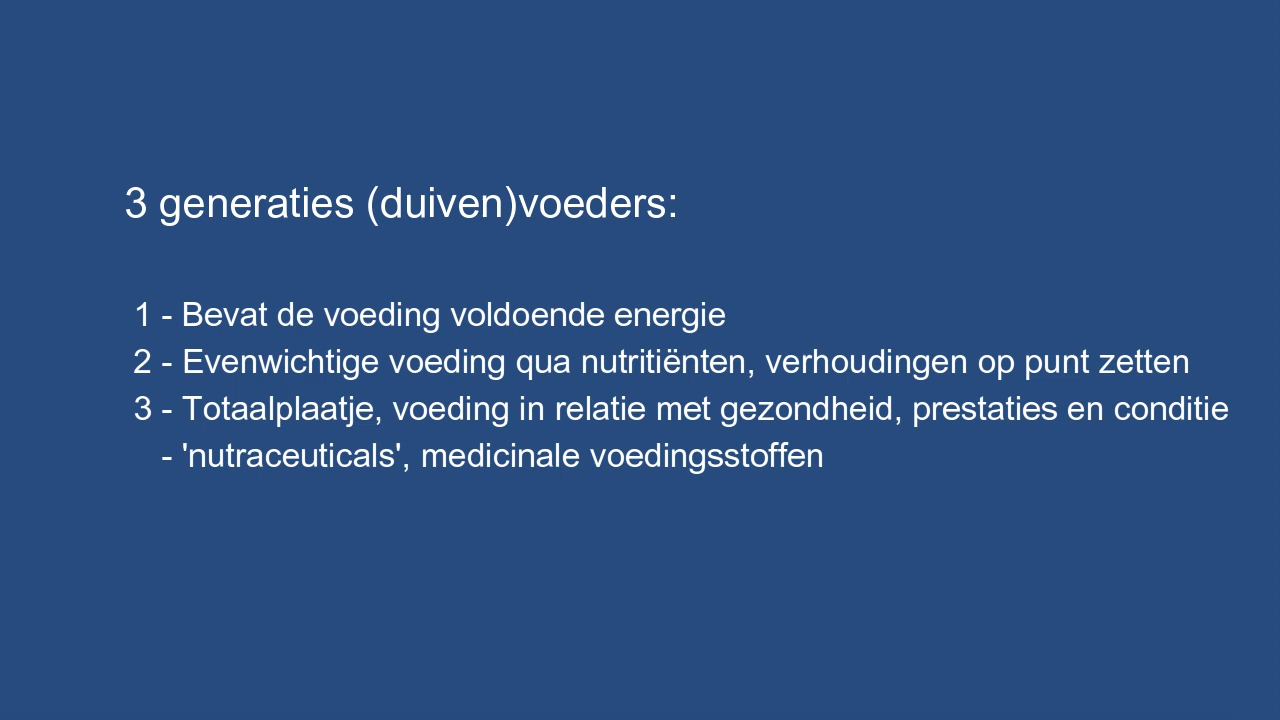 3 generaties (duiven)voeders:
1 - Bevat de voeding voldoende energie
2 - Evenwichtige voeding qua nutritiënten, verhoudingen op punt zetten
3 - Totaalplaatje, voeding in relatie met gezondheid, prestaties en conditie
- 'nutraceuticals', medicinale voedingsstoffen